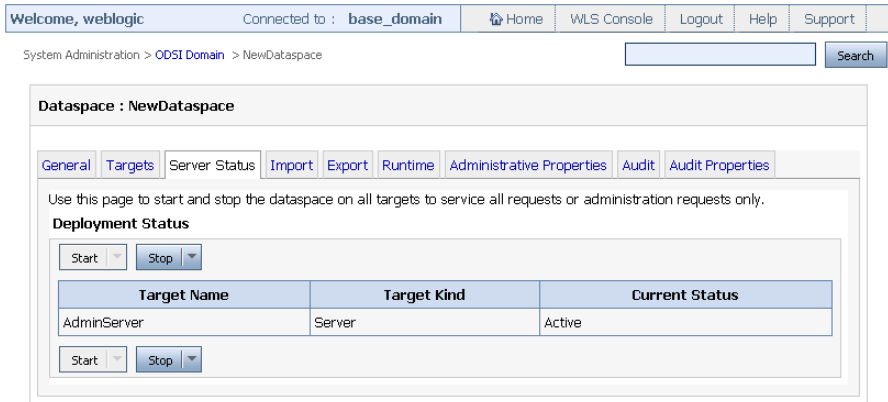 Welcome, weblogic Connected to : base_domain Home WLS Console Logout Help Support
System Administration > ODSI Domain > NewDataspace Search
Dataspace : NewDataspace
General Targets Server Status Import Export Runtime Administrative Properties Audit Audit Properties
Use this page to start and stop the dataspace on all targets to service all requests or administration requests only.
Deployment Status
Start Stop
Target Name Target Kind Current Status
AdminServer Server Active
Start Stop